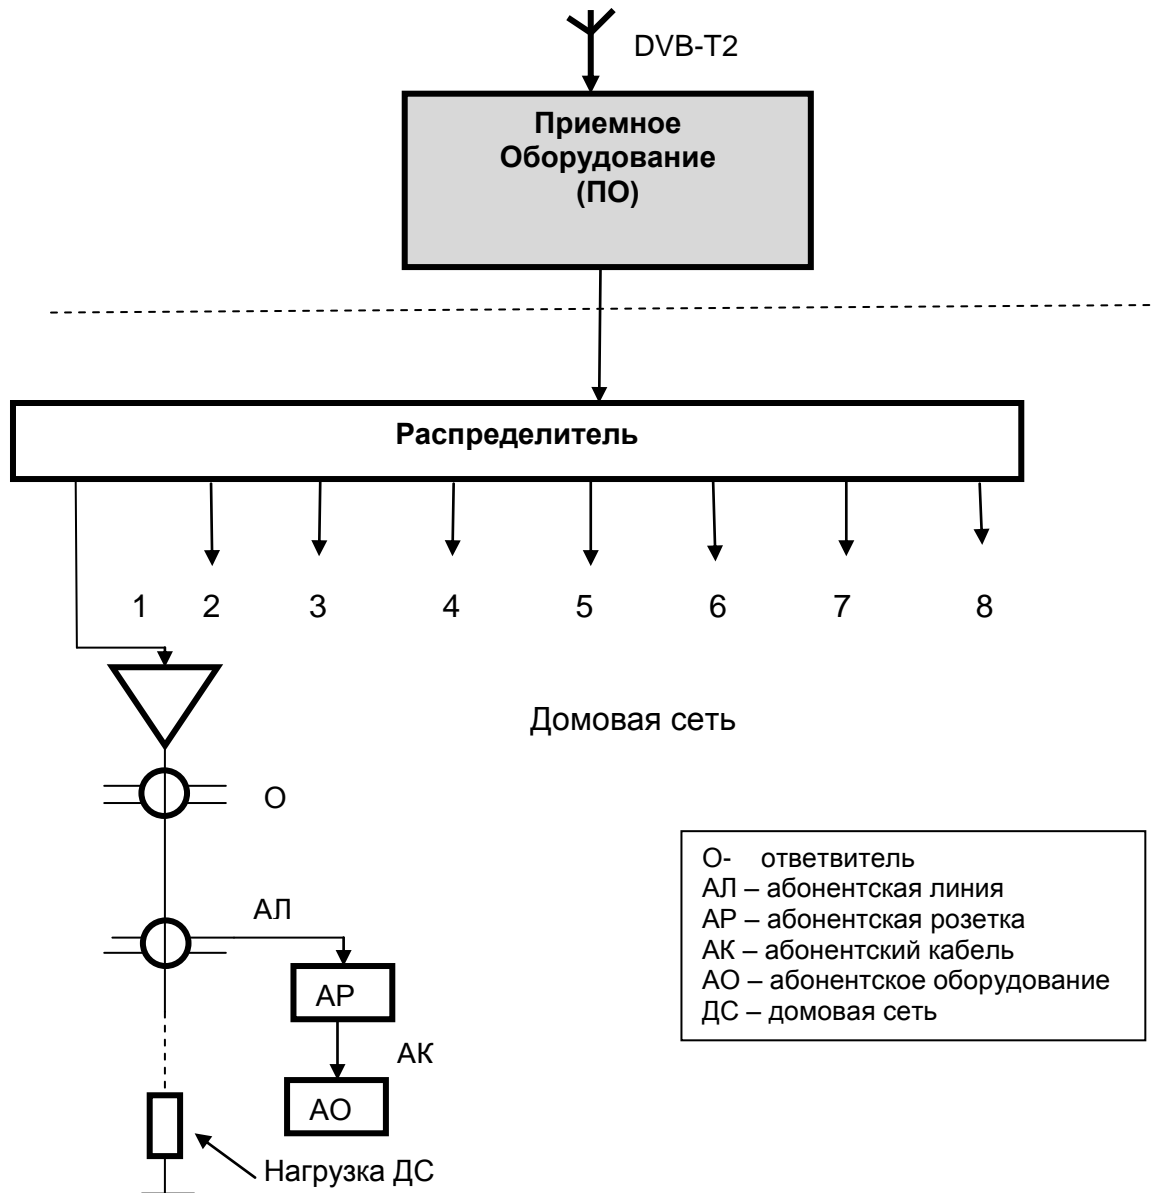 DVB-T2
Приемное
Оборудование
(ПО)
Распределитель
1 2 3 4 5 6 7 8
Домовая сеть
О
АЛ
АР
АК
АО
Нагрузка ДС
О- ответвитель
АЛ – абонентская линия
АР – абонентская розетка
АК – абонентский кабель
АО – абонентское оборудование
ДС – домовая сеть